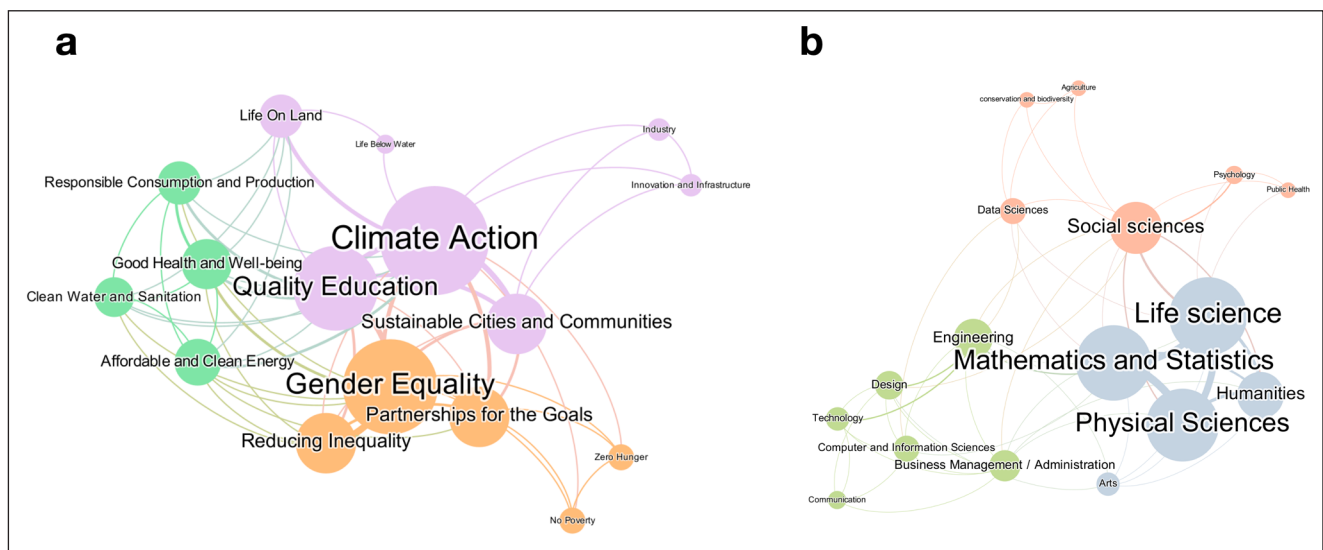 a
Life On Land
Life Below Water
Industry
Innovation and Infrastructure
Responsible Consumption and Production
Climate Action
Good Health and Well-being
Quality Education
Clean Water and Sanitation
Sustainable Cities and Communities
Affordable and Clean Energy
Gender Equality
Partnerships for the Goals
Reducing Inequality
Zero Hunger
No Poverty
b
Agriculture
conservation and biodiversity
Psychology
Public Health
Data Sciences
Social sciences
Life science
Engineering
Mathematics and Statistics
Design
Humanities
Technology
Physical Sciences
Computer and Information Sciences
Business Management / Administration
Arts
Communication